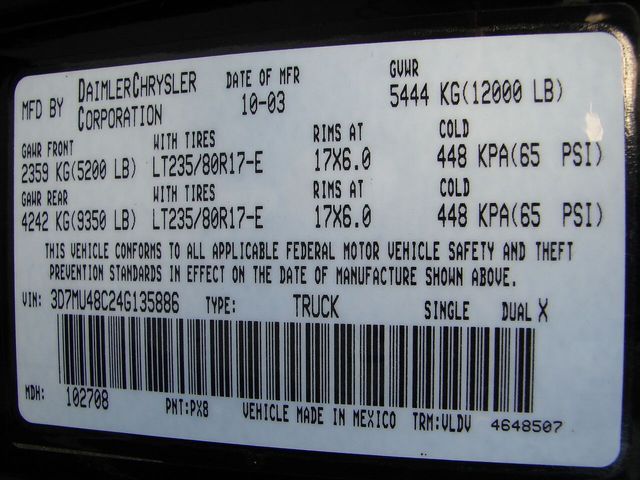 MFD BY DAIMLERCHRYSLER CORPORATION DATE OF MFR 10-03 GVWR 5444 KG(12000 LB)
GAWR FRONT WITH TIRES RIMS AT COLD
2359 KG(5200 LB) LT235/80R17-E 17X6.0 448 KPA(65 PSI)
GAWR REAR WITH TIRES RIMS AT COLD
4242 KG(9350 LB) LT235/80R17-E 17X6.0 448 KPA(65 PSI)
THIS VEHICLE CONFORMS TO ALL APPLICABLE FEDERAL MOTOR VEHICLE SAFETY AND THEFT
PREVENTION STANDARDS IN EFFECT ON THE DATE OF MANUFACTURE SHOWN ABOVE.
VIN: 3D7MU48C24G135886 TYPE: TRUCK SINGLE DUAL X
MDH: 102708 PNT:PX8 VEHICLE MADE IN MEXICO TRM:VLDV 4648507